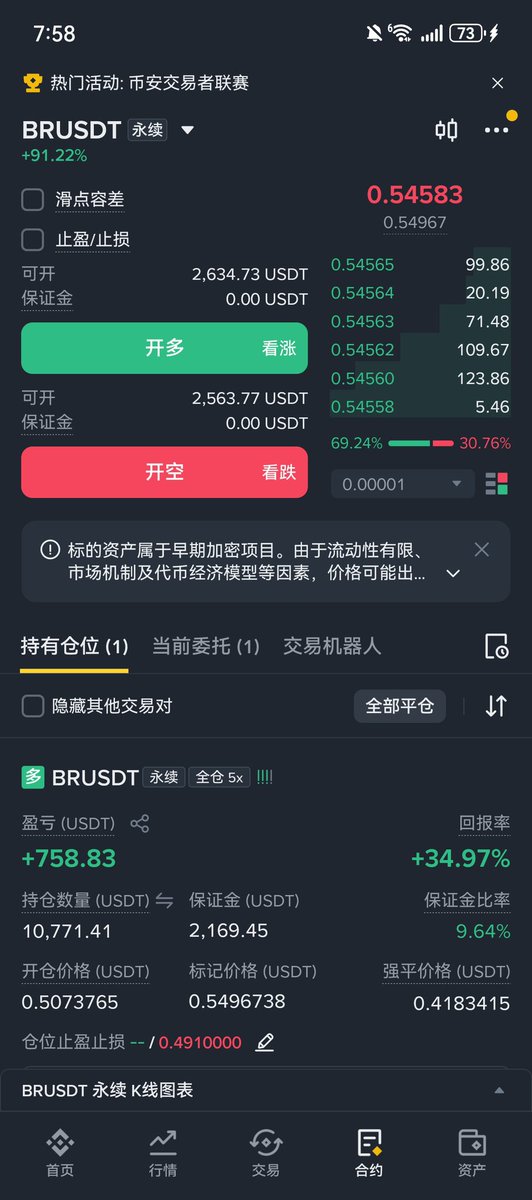 7:58
6
73
热门活动: 币安交易者联赛
BRUSDT 永续
+91.22%
滑点容差
止盈/止损
可开 2,634.73 USDT
保证金 0.00 USDT
开多 看涨
可开 2,563.77 USDT
保证金 0.00 USDT
开空 看跌
0.54583
0.54967
0.54565 99.86
0.54564 20.19
0.54563 71.48
0.54562 109.67
0.54560 123.86
0.54558 5.46
69.24% 30.76%
0.00001
标的资产属于早期加密项目。由于流动性有限、
市场机制及代币经济模型等因素，价格可能出...
持有仓位 (1) 当前委托 (1) 交易机器人
隐藏其他交易对 全部平仓
多 BRUSDT 永续 全仓 5x !!!!
盈亏 (USDT) 回报率
+758.83 +34.97%
持仓数量 (USDT) 保证金 (USDT) 保证金比率
10,771.41 2,169.45 9.64%
开仓价格 (USDT) 标记价格 (USDT) 强平价格 (USDT)
0.5073765 0.5496738 0.4183415
仓位止盈止损 -- / 0.4910000
BRUSDT 永续 K线图表
首页 行情 交易 合约 资产